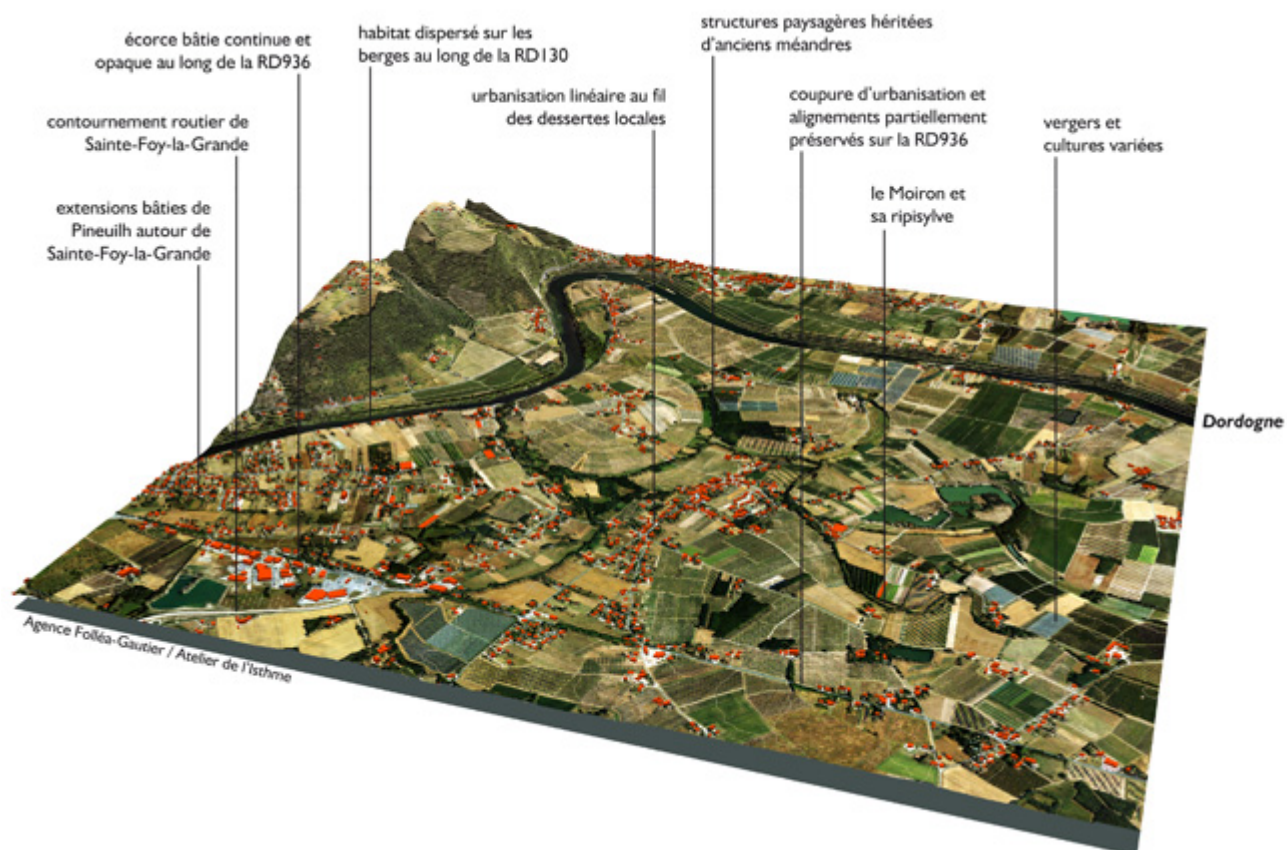 écorce bâtie continue et
opaque au long de la RD936
habitat dispersé sur les
berges au long de la RD130
structures paysagères héritées
d'anciens méandres
contournement routier de
Sainte-Foy-la-Grande
urbanisation linéaire au fil
des dessertes locales
coupure d'urbanisation et
alignements partiellement
préservés sur la RD936
vergers et
cultures variées
extensions bâties de
Pineuilh autour de
Sainte-Foy-la-Grande
le Moiron et
sa ripisylve
Dordogne
Agence Folléa-Gautier / Atelier de l'Isthme